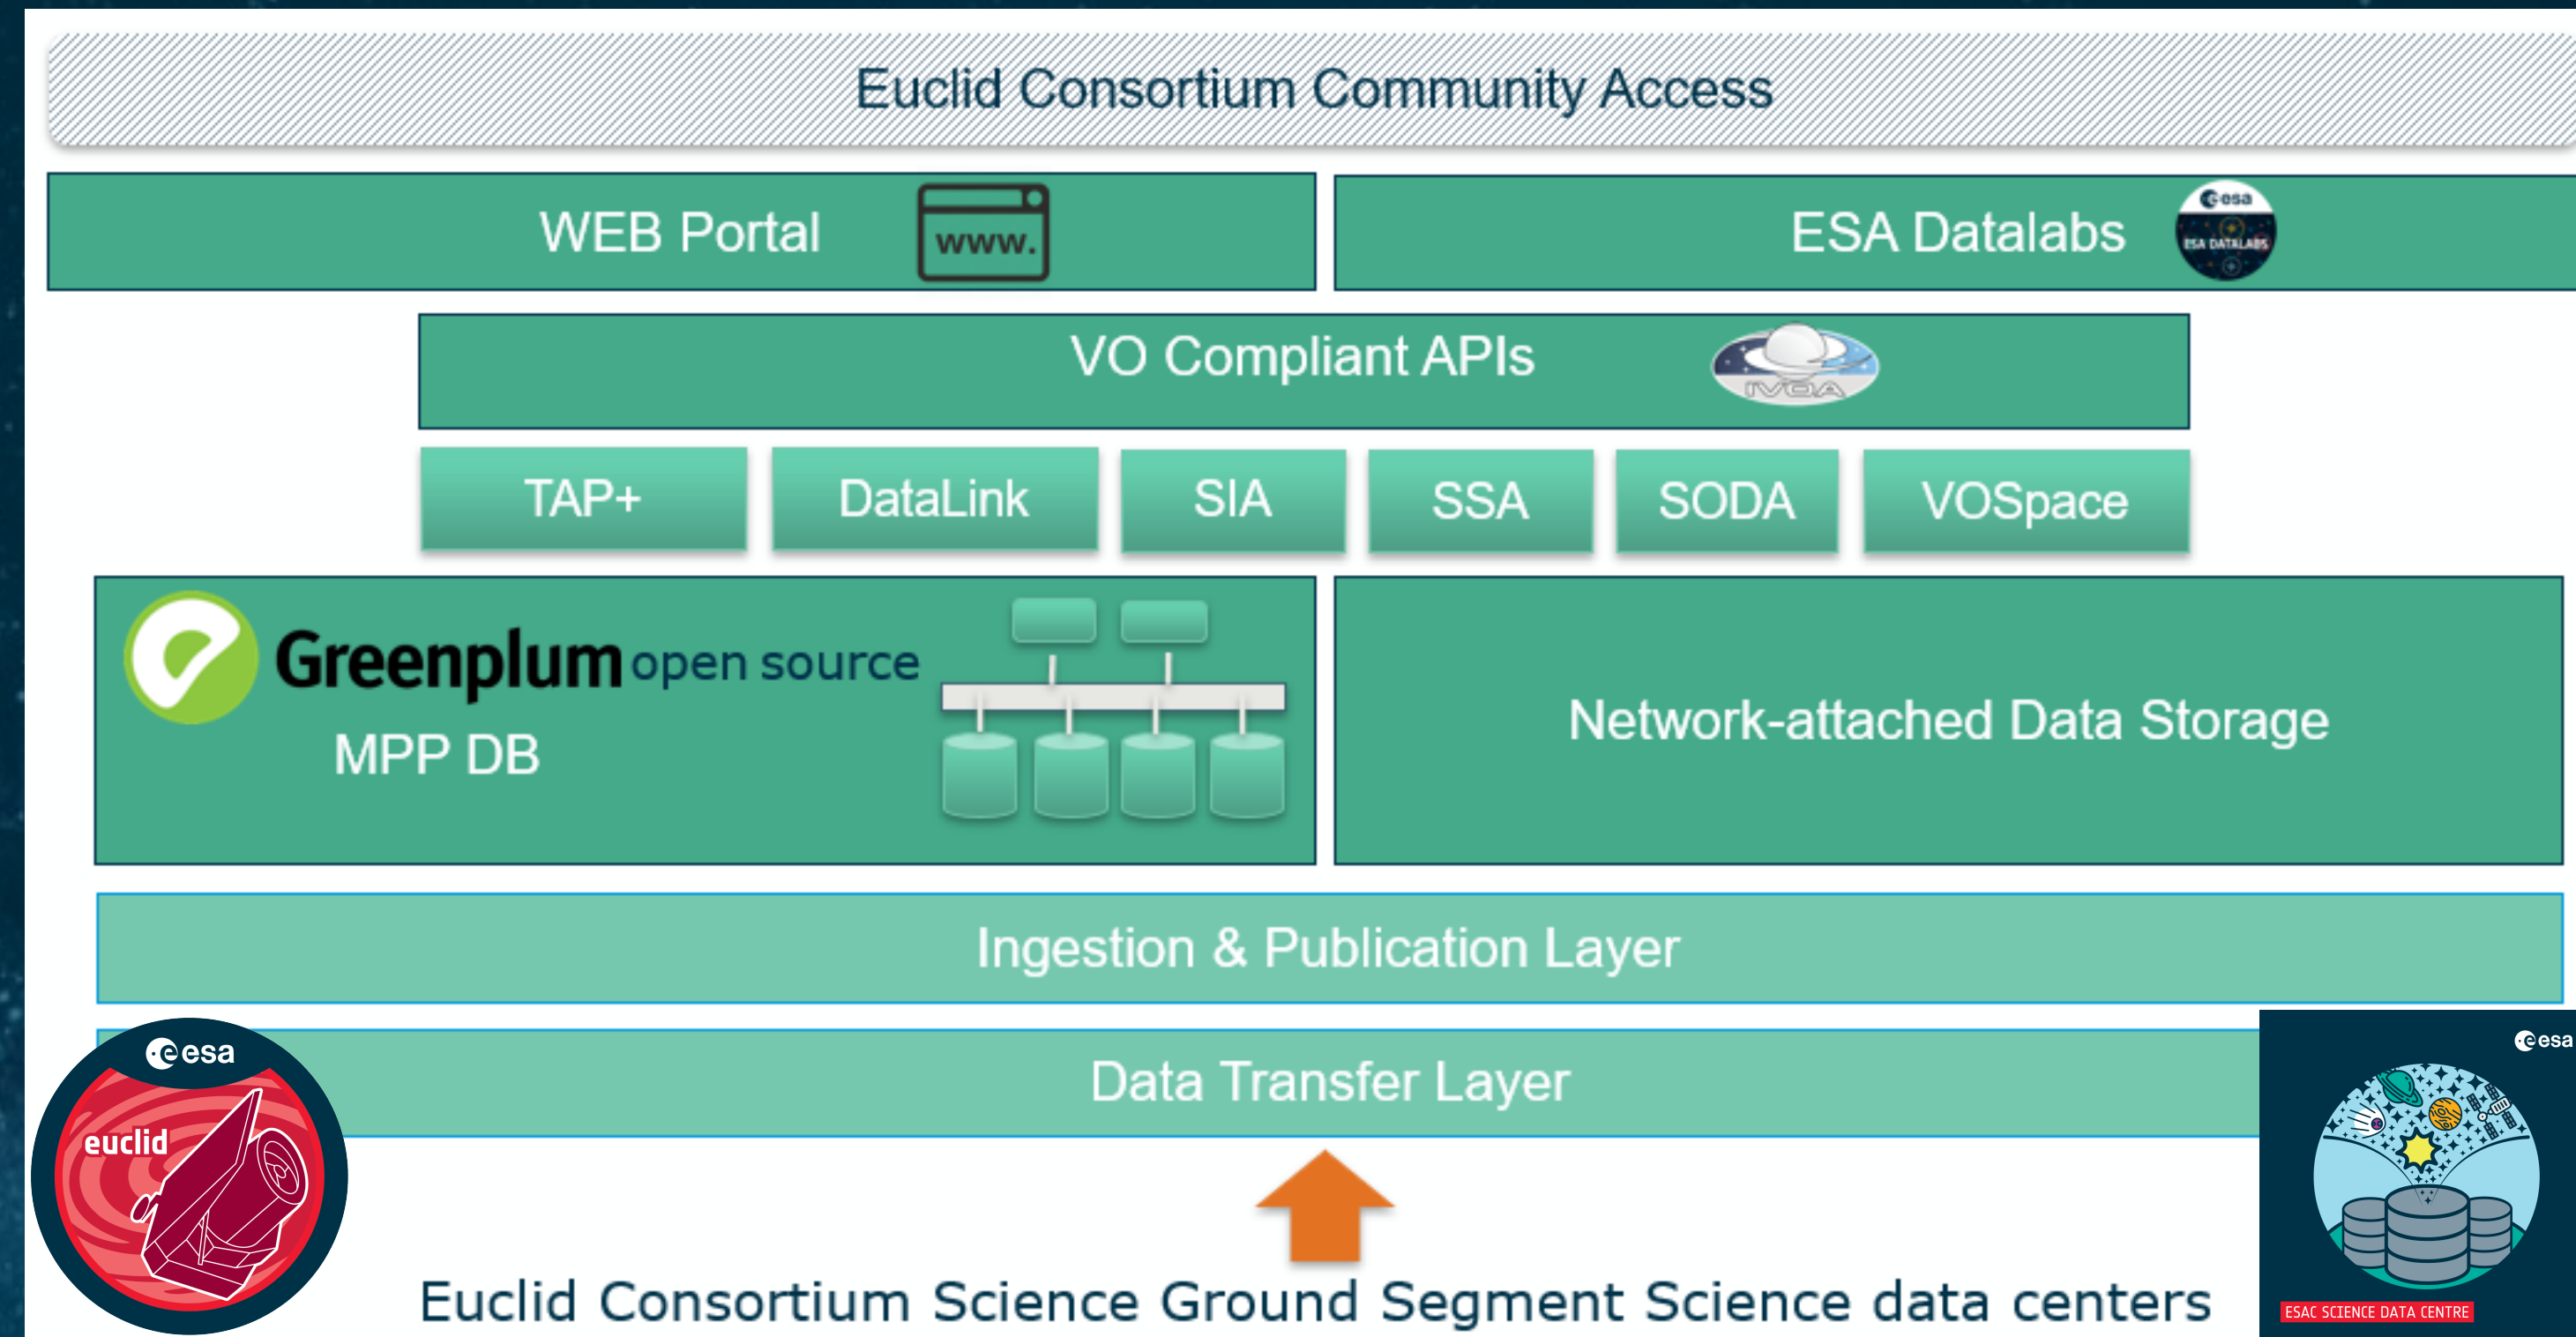 Euclid Consortium Community Access
WEB Portal
www.
ESA Datalabs
esa
ESA DATALABS
VO Compliant APIs
IVOA
TAP+
DataLink
SIA
SSA
SODA
VOSpace
Greenplum open source
MPP DB
Network-attached Data Storage
Ingestion & Publication Layer
Data Transfer Layer
esa
euclid
esa
Euclid Consortium Science Ground Segment Science data centers
ESAC SCIENCE DATA CENTRE